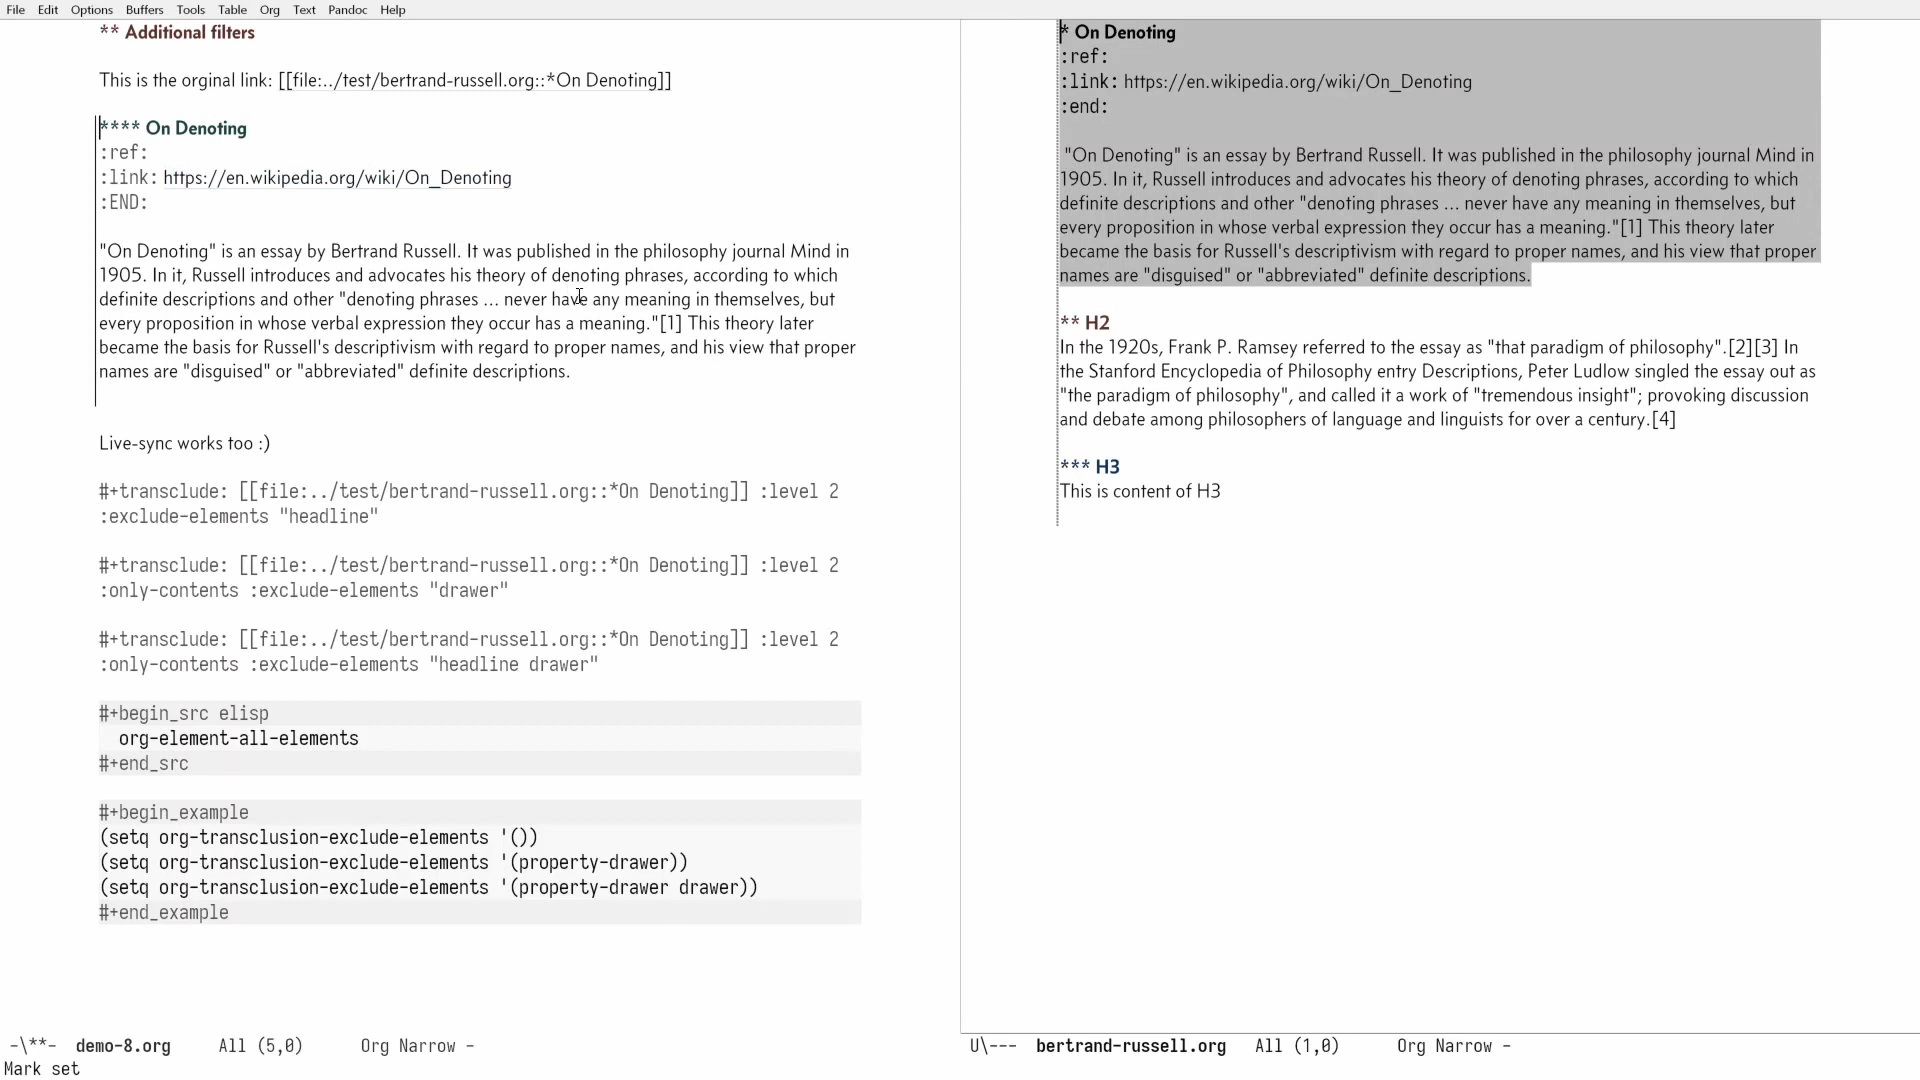 File Edit Options Buffers Tools Table Org Text Pandoc Help
** Additional filters
This is the orginal link: [[file:../test/bertrand-russell.org::*On Denoting]]
**** On Denoting
:ref:
:link: https://en.wikipedia.org/wiki/On_Denoting
:END:
"On Denoting" is an essay by Bertrand Russell. It was published in the philosophy journal Mind in
1905. In it, Russell introduces and advocates his theory of denoting phrases, according to which
definite descriptions and other "denoting phrases ... never have any meaning in themselves, but
every proposition in whose verbal expression they occur has a meaning."[1] This theory later
became the basis for Russell's descriptivism with regard to proper names, and his view that proper
names are "disguised" or "abbreviated" definite descriptions.
Live-sync works too :)
#+transclude: [[file:../test/bertrand-russell.org::*On Denoting]] :level 2
:exclude-elements "headline"
#+transclude: [[file:../test/bertrand-russell.org::*On Denoting]] :level 2
:only-contents :exclude-elements "drawer"
#+transclude: [[file:../test/bertrand-russell.org::*On Denoting]] :level 2
:only-contents :exclude-elements "headline drawer"
#+begin_src elisp
org-element-all-elements
#+end_src
#+begin_example
(setq org-transclusion-exclude-elements '())
(setq org-transclusion-exclude-elements '(property-drawer))
(setq org-transclusion-exclude-elements '(property-drawer drawer))
#+end_example
-\**- demo-8.org All (5,0) Org Narrow -
Mark set
* On Denoting
:ref:
:link: https://en.wikipedia.org/wiki/On_Denoting
:end:
"On Denoting" is an essay by Bertrand Russell. It was published in the philosophy journal Mind in
1905. In it, Russell introduces and advocates his theory of denoting phrases, according to which
definite descriptions and other "denoting phrases ... never have any meaning in themselves, but
every proposition in whose verbal expression they occur has a meaning."[1] This theory later
became the basis for Russell's descriptivism with regard to proper names, and his view that proper
names are "disguised" or "abbreviated" definite descriptions.
** H2
In the 1920s, Frank P. Ramsey referred to the essay as "that paradigm of philosophy".[2][3] In
the Stanford Encyclopedia of Philosophy entry Descriptions, Peter Ludlow singled the essay out as
"the paradigm of philosophy", and called it a work of "tremendous insight"; provoking discussion
and debate among philosophers of language and linguists for over a century.[4]
*** H3
This is content of H3
U\--- bertrand-russell.org All (1,0) Org Narrow -